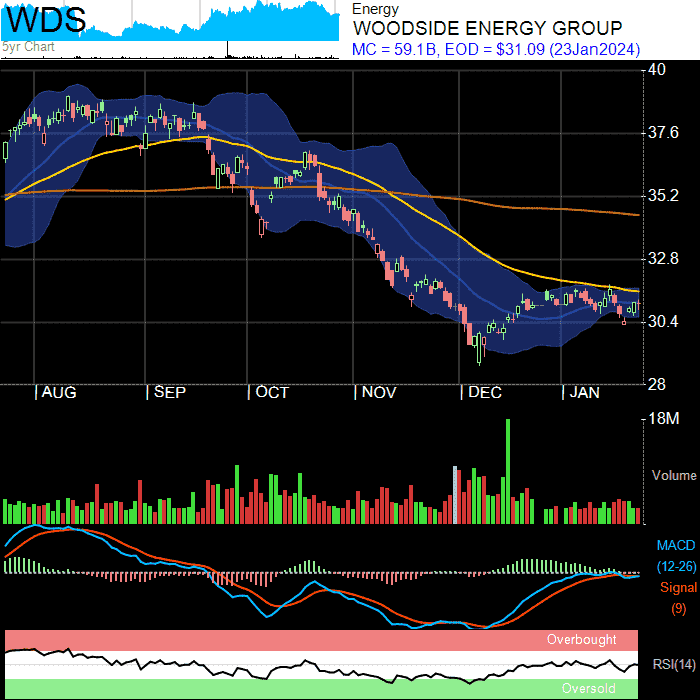 WDS
5yr Chart
Energy
WOODSIDE ENERGY GROUP
MC = 59.1B, EOD = $31.09 (23Jan2024)
40
37.6
35.2
32.8
30.4
28
| AUG | SEP | OCT | NOV | DEC | JAN
18M
Volume
MACD
(12-26)
Signal
(9)
Overbought
RSI(14)
Oversold